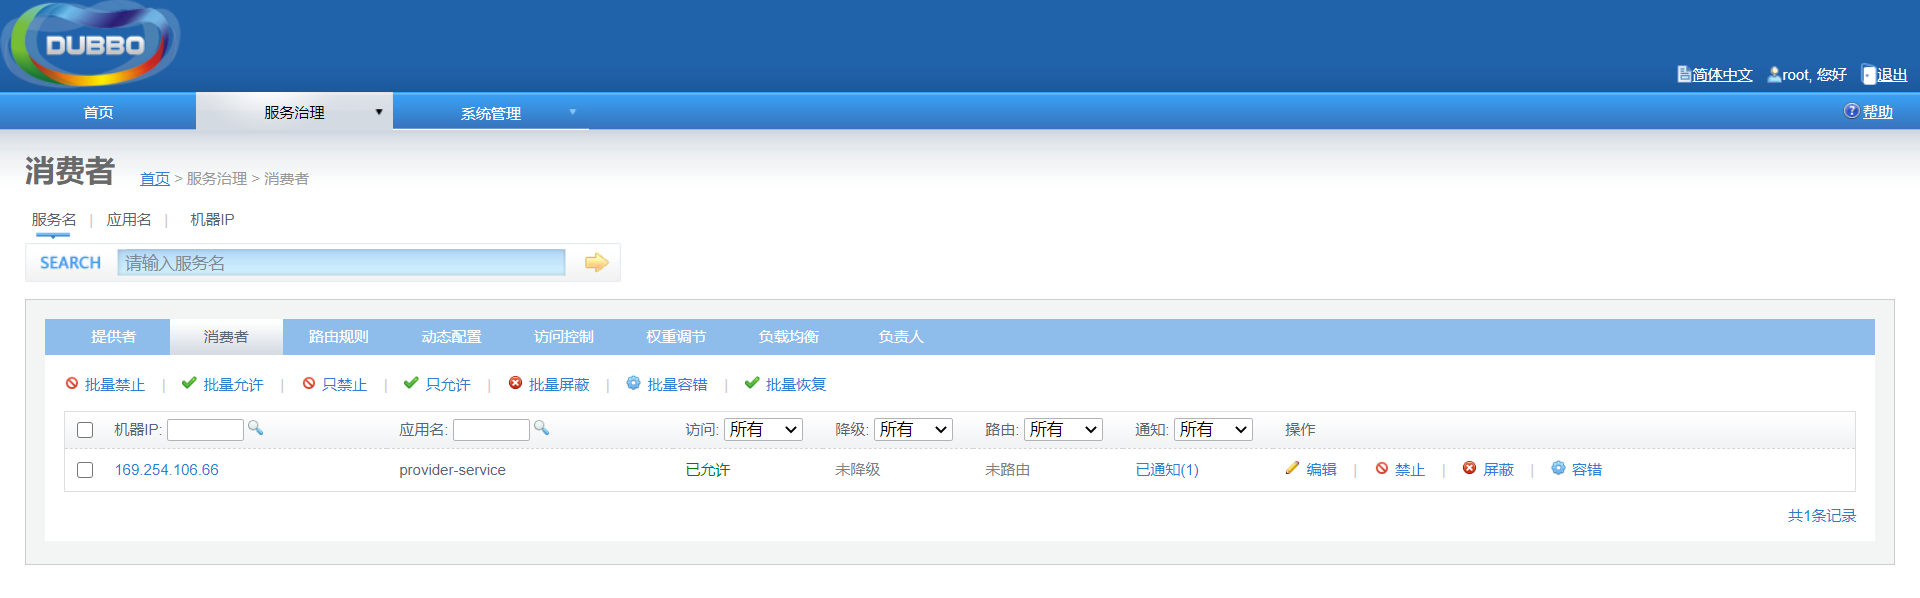 DUBBO
简体中文 root, 您好 退出
首页 服务治理 系统管理 帮助
消费者 首页 > 服务治理 > 消费者
服务名 | 应用名 | 机器IP
SEARCH 请输入服务名
提供者 消费者 路由规则 动态配置 访问控制 权重调节 负载均衡 负责人
批量禁止 | 批量允许 | 只禁止 | 只允许 | 批量屏蔽 | 批量容错 | 批量恢复
机器IP: 应用名: 访问: 所有 降级: 所有 路由: 所有 通知: 所有 操作
169.254.106.66 provider-service 已允许 未降级 未路由 已通知(1) 编辑 | 禁止 | 屏蔽 | 容错
共1条记录